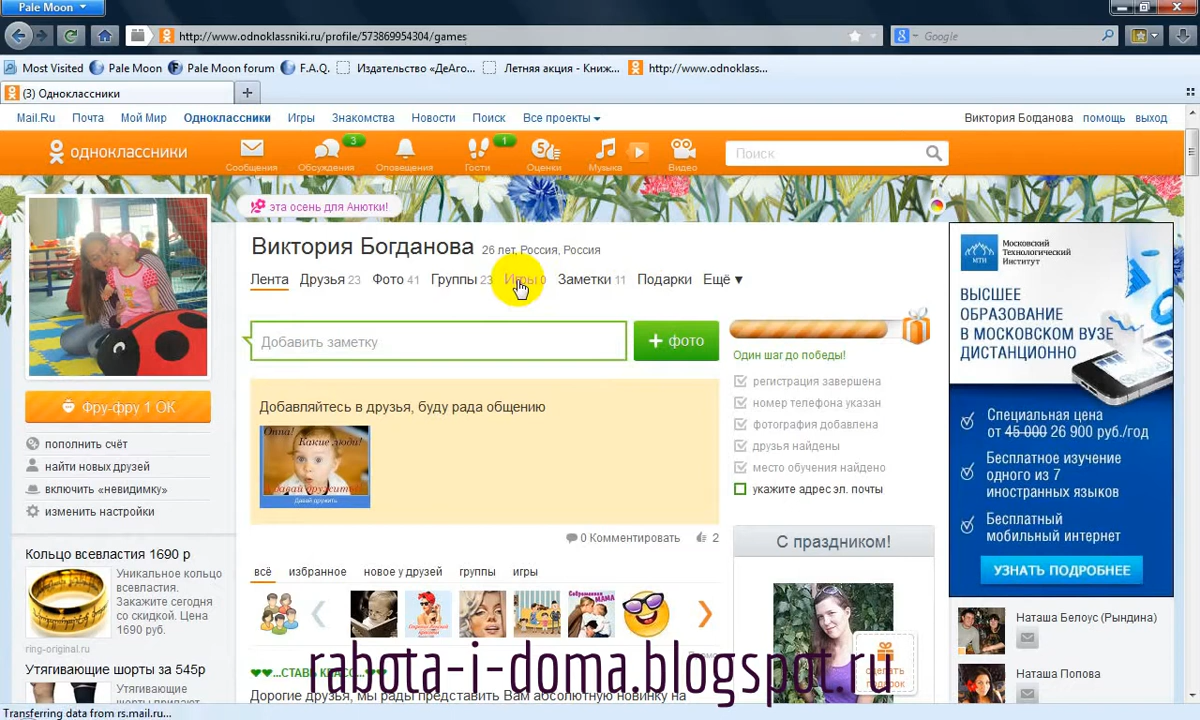 Pale Moon
http://www.odnoklassniki.ru/profile/573869954304/games
Google
Most Visited Pale Moon Pale Moon forum F.A.Q. Издательство «ДеАго... Летняя акция - Книж... http://www.odnoklass...
(3) Одноклассники
Mail.Ru Почта Мой Мир Одноклассники Игры Знакомства Новости Поиск Все проекты
Виктория Богданова помощь выход
одноклассники
3 1
Сообщения Обсуждения Оповещения Гости Оценки Музыка Видео
Поиск
эта осень для Анютки!
Виктория Богданова 26 лет, Россия, Россия
Лента Друзья 23 Фото 41 Группы 23 Игры 0 Заметки 11 Подарки Ещё
Добавить заметку
+ фото
Один шаг до победы!
регистрация завершена
номер телефона указан
фотография добавлена
друзья найдены
место обучения найдено
укажите адрес эл. почты
Добавляйтесь в друзья, буду рада общению
Какие люди!
Давай дружить
0 Комментировать 2
Фру-фру 1 ОК
пополнить счёт
найти новых друзей
включить «невидимку»
изменить настройки
Кольцо всевластия 1690 р
Уникальное кольцо
всевластия.
Закажите сегодня
со скидкой. Цена
1690 руб.
ring-original.ru
Утягивающие шорты за 545р
Утягивающие
шорты придают
всё избранное новое у друзей группы игры
Современная МАМА
...СТАВЬ КЛАСС...
Дорогие друзья, мы рады представить Вам абсолютную новинку на
С праздником!
сделать
подарок
Московский
Технологический
Институт
МТИ
ВЫСШЕЕ
ОБРАЗОВАНИЕ
В МОСКОВСКОМ ВУЗЕ
ДИСТАНЦИОННО
Специальная цена
от 45 000 26 900 руб./год
Бесплатное изучение
одного из 7
иностранных языков
Бесплатный
мобильный интернет
УЗНАТЬ ПОДРОБНЕЕ
Наташа Белоус (Рындина)
Наташа Попова
rabota-i-doma.blogspot.ru
Transferring data from rs.mail.ru...